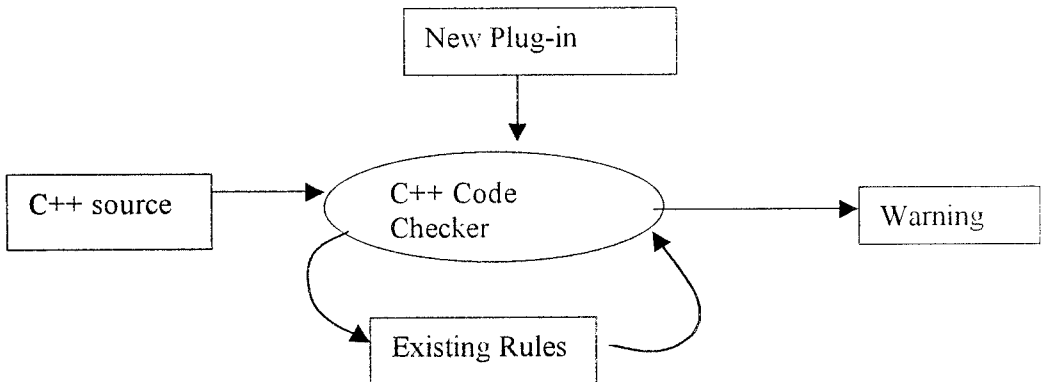 New Plug-in
C++ source
C++ Code
Checker
Warning
Existing Rules